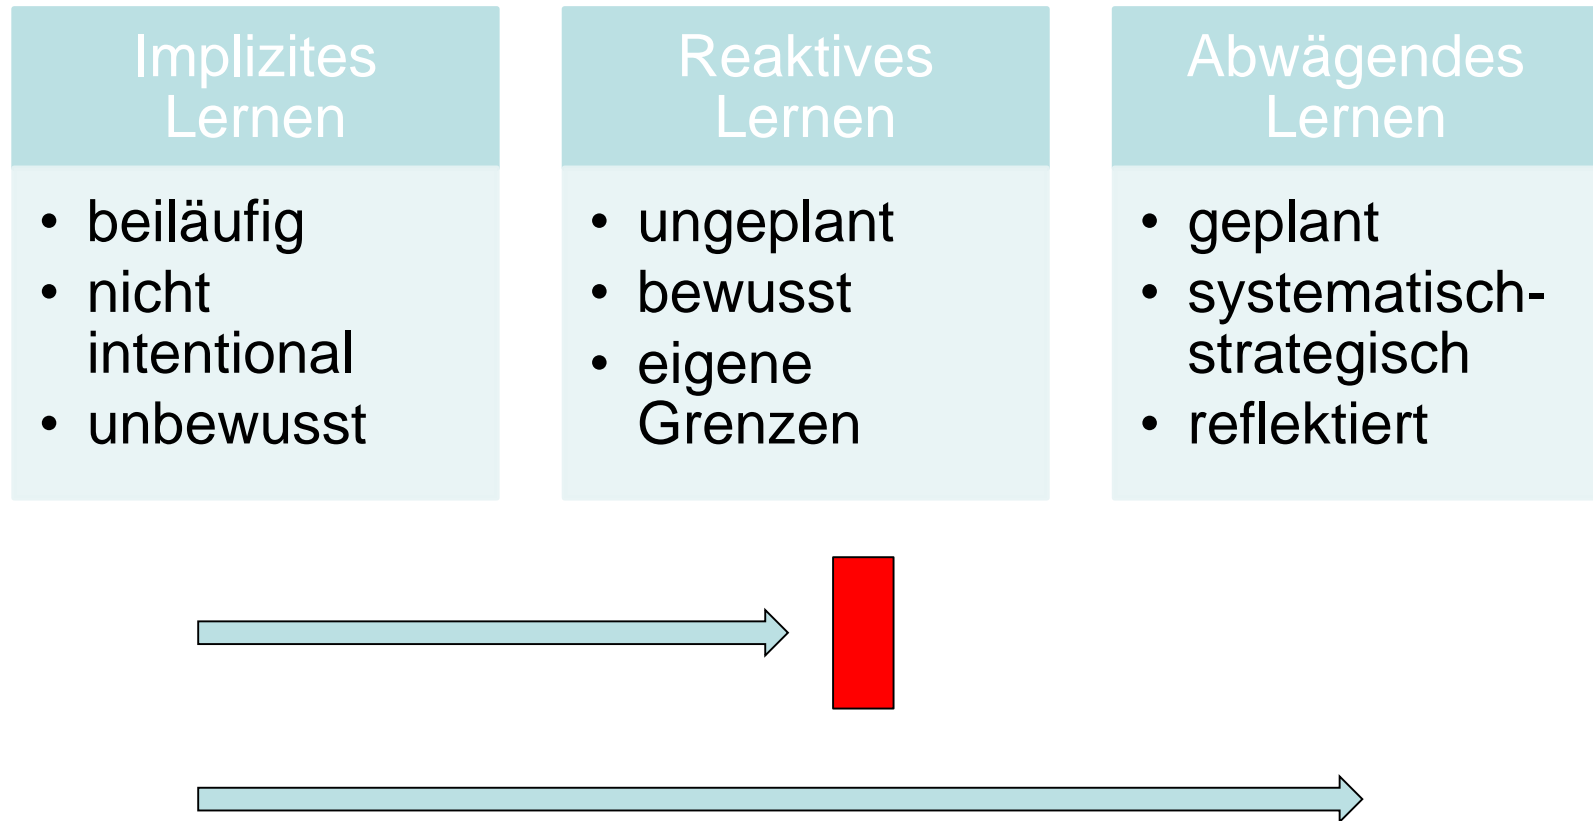 Implizites
Lernen
• beiläufig
• nicht
intentional
• unbewusst
Reaktives
Lernen
• ungeplant
• bewusst
• eigene
Grenzen
Abwägendes
Lernen
• geplant
• systematisch-
strategisch
• reflektiert